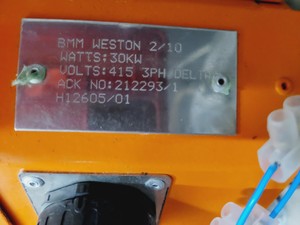 BMM WESTON 2/10
WATTS:30KW
VOLTS:415 3PH/DELTA
ACK NO:212293/1
H12605/01